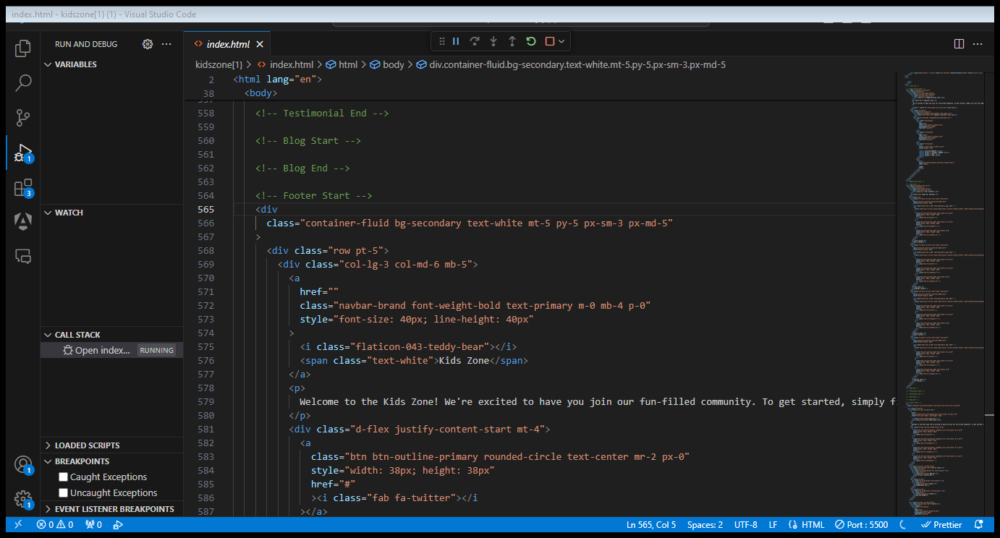 index.html - kidszone[1] (1) - Visual Studio Code
RUN AND DEBUG
index.html
VARIABLES
kidszone[1] > index.html > html > body > div.container-fluid.bg-secondary.text-white.mt-5.py-5.px-sm-3.px-md-5
2 <html lang="en">
38 <body>
557
558 <!-- Testimonial End -->
559
560 <!-- Blog Start -->
561
562 <!-- Blog End -->
563
564 <!-- Footer Start -->
565 <div
566 class="container-fluid bg-secondary text-white mt-5 py-5 px-sm-3 px-md-5"
567 >
568 <div class="row pt-5">
569 <div class="col-lg-3 col-md-6 mb-5">
570 <a
571 href=""
572 class="navbar-brand font-weight-bold text-primary m-0 mb-4 p-0"
573 style="font-size: 40px; line-height: 40px"
574 >
575 <i class="flaticon-043-teddy-bear"></i>
576 <span class="text-white">Kids Zone</span>
577 </a>
578 <p>
579 Welcome to the Kids Zone! We're excited to have you join our fun-filled community. To get started, simply f
580 </p>
581 <div class="d-flex justify-content-start mt-4">
582 <a
583 class="btn btn-outline-primary rounded-circle text-center mr-2 px-0"
584 style="width: 38px; height: 38px"
585 href="#"
586 ><i class="fab fa-twitter"></i
587 ></a>
1
3
WATCH
CALL STACK
Open index... RUNNING
LOADED SCRIPTS
BREAKPOINTS
Caught Exceptions
Uncaught Exceptions
EVENT LISTENER BREAKPOINTS
1
1
0 0 0
Ln 565, Col 5 Spaces: 2 UTF-8 LF HTML Port : 5500 Prettier